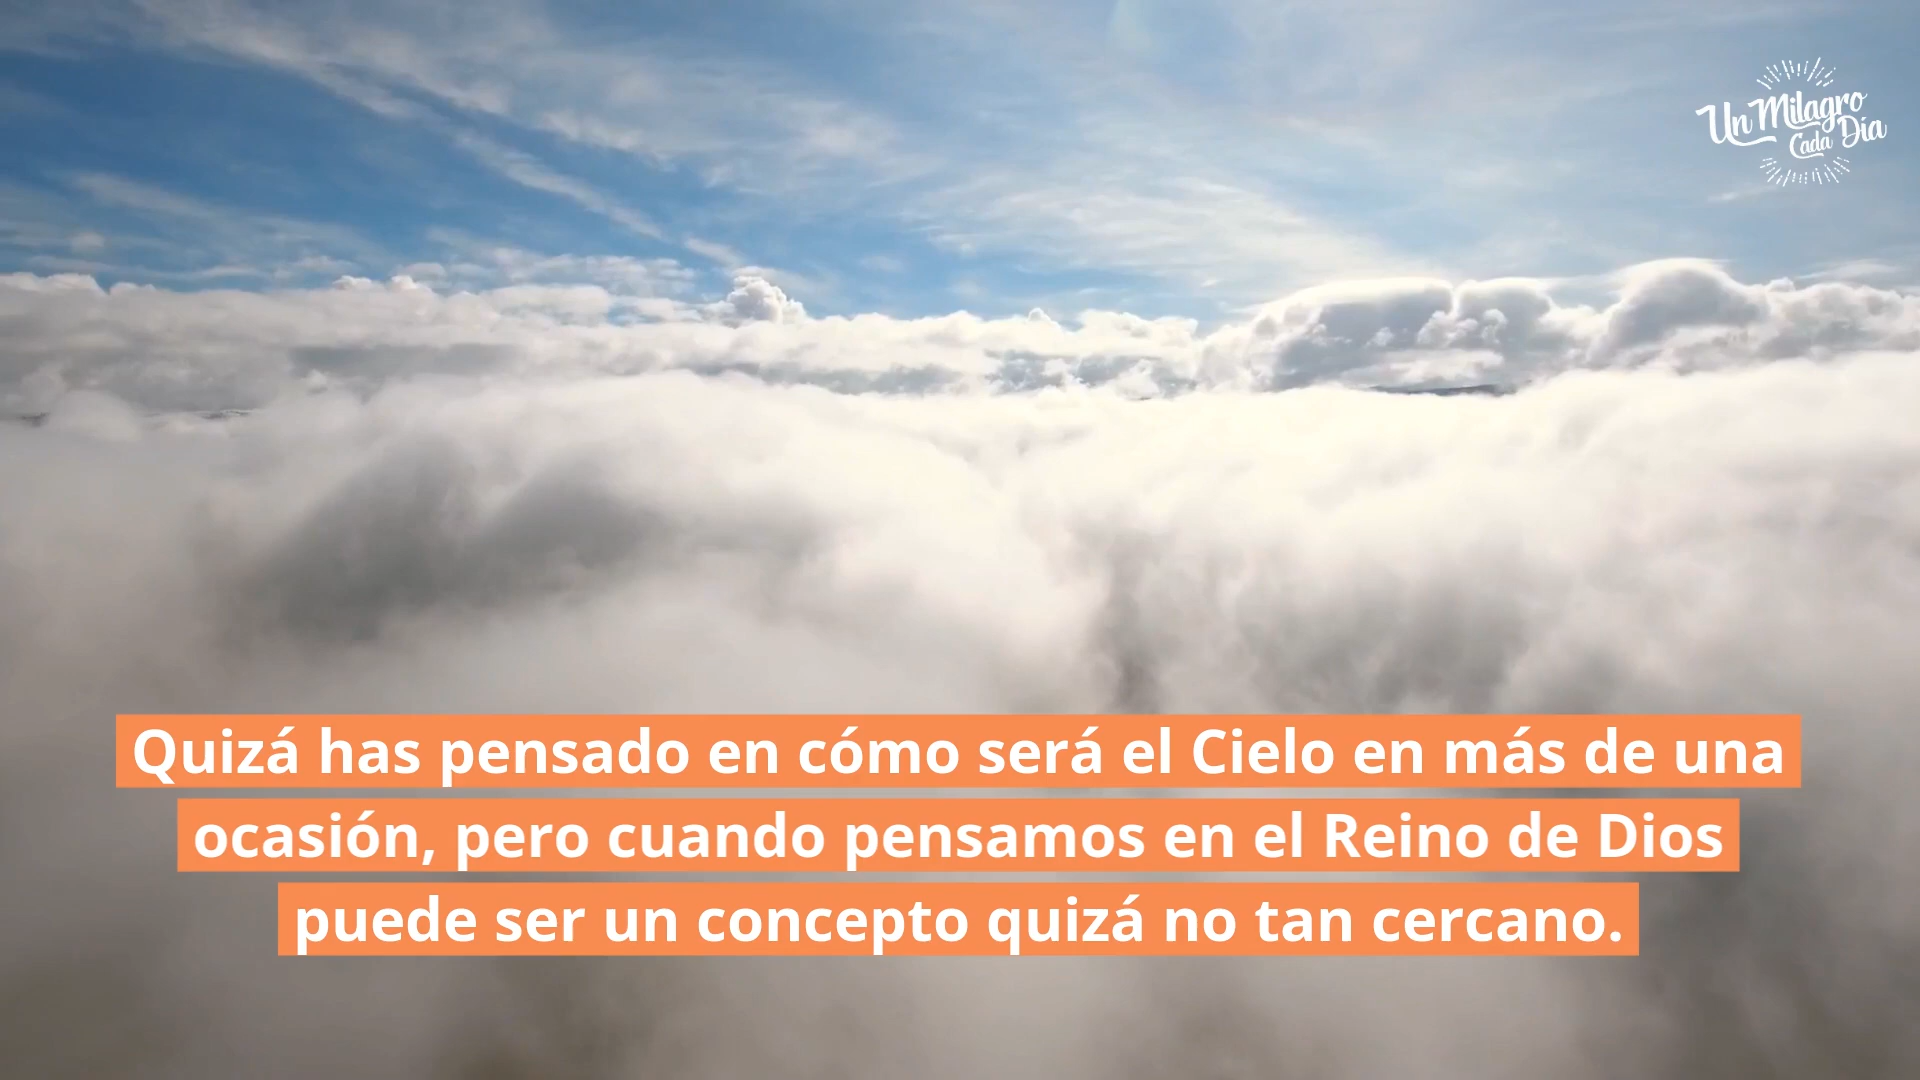 Un Milagro
Cada Día
Quizá has pensado en cómo será el Cielo en más de una
ocasión, pero cuando pensamos en el Reino de Dios
puede ser un concepto quizá no tan cercano.